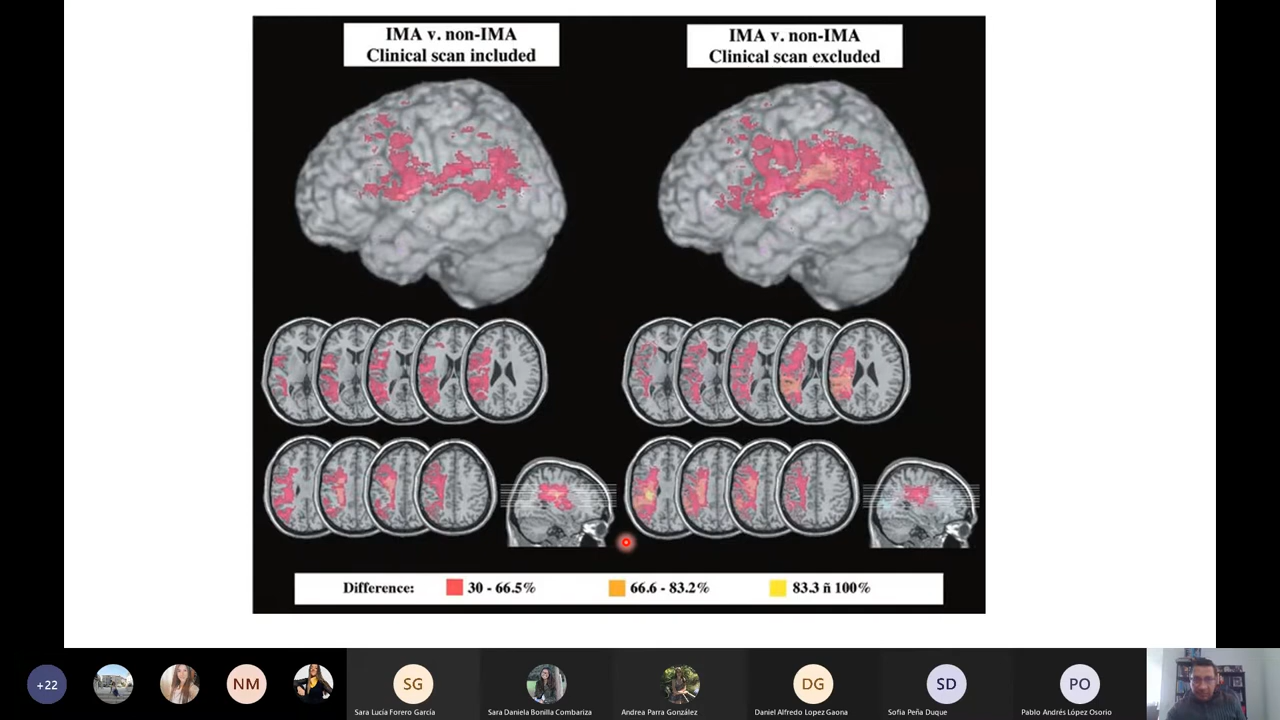 IMA v. non-IMA
Clinical scan included
IMA v. non-IMA
Clinical scan excluded
Difference: 30 - 66.5% 66.6 - 83.2% 83.3 ñ 100%
+22
NM
SG
DG
SD
PO
Sara Lucía Forero García
Sara Daniela Bonilla Combariza
Andrea Parra González
Daniel Alfredo Lopez Gaona
Sofia Peña Duque
Pablo Andrés López Osorio